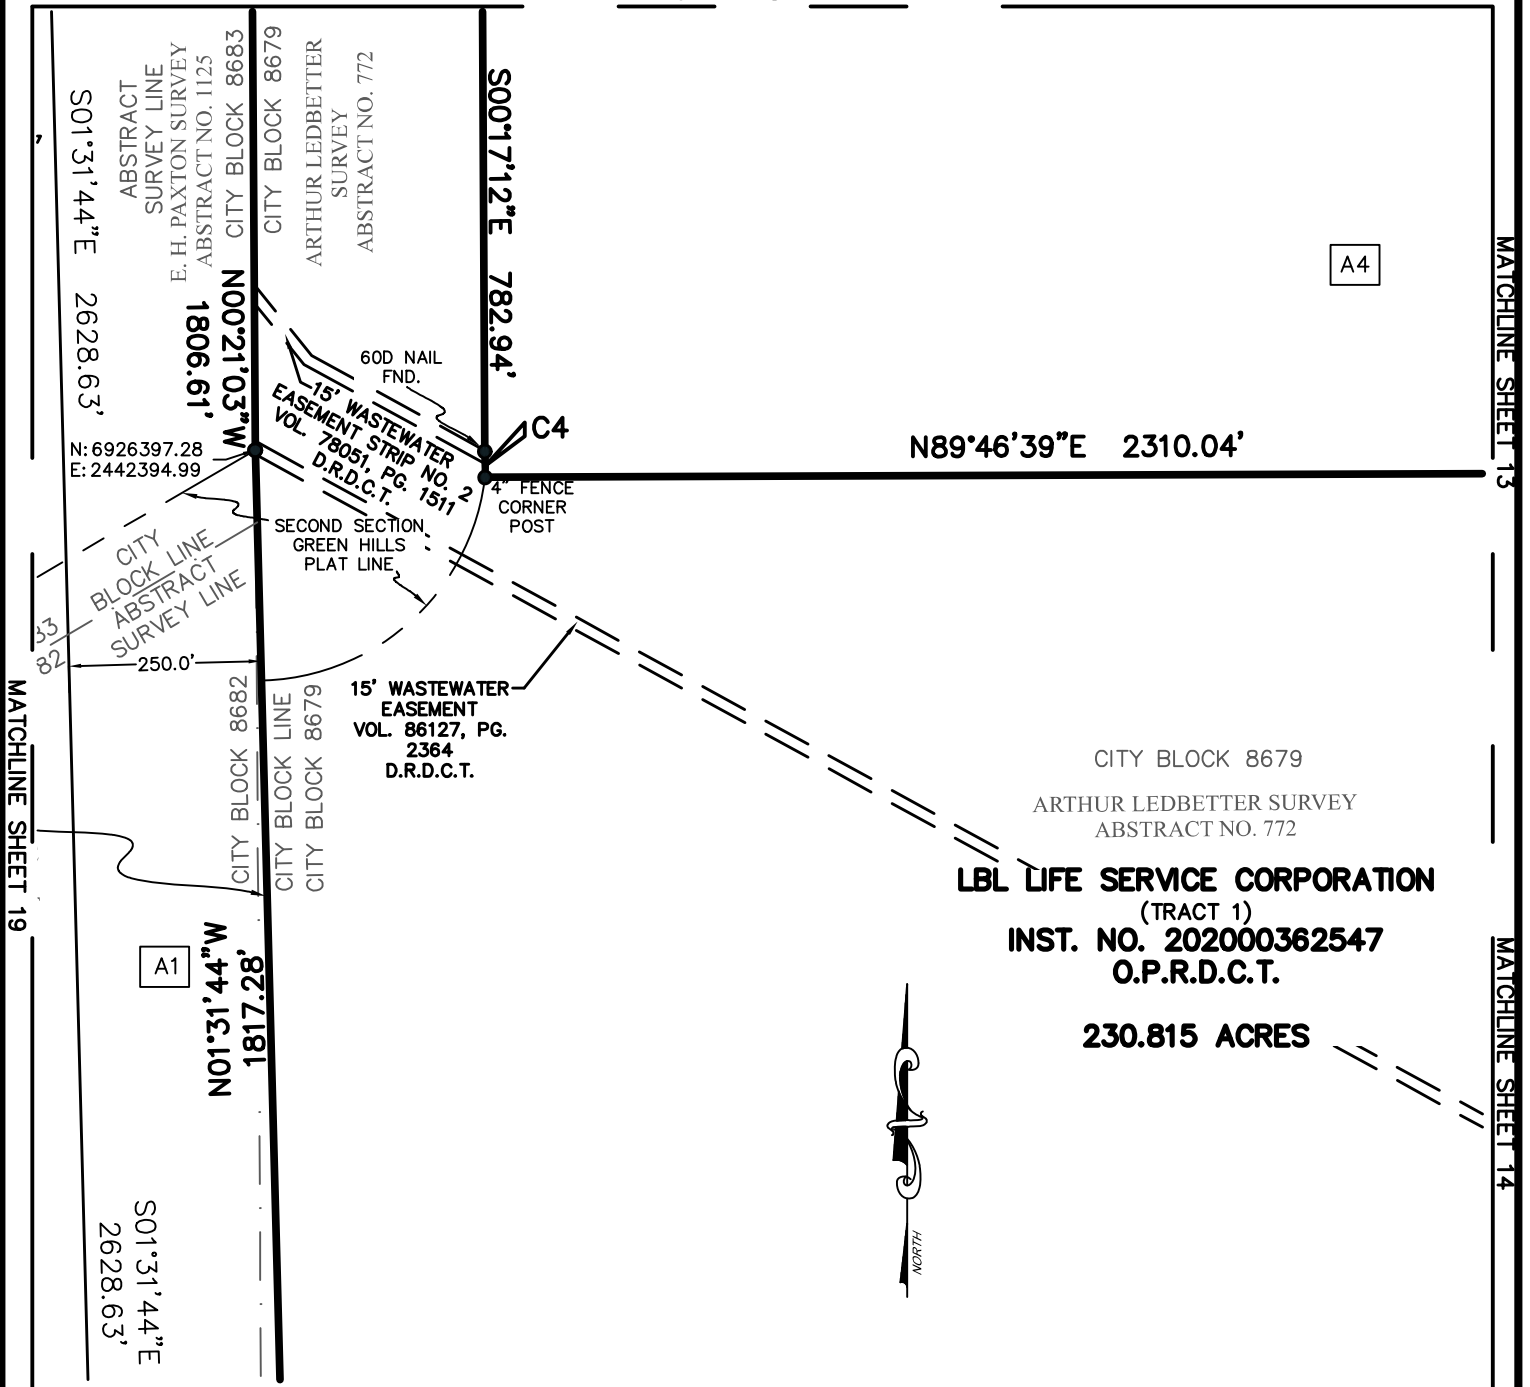 ABSTRACT
SURVEY LINE
E. H. PAXTON SURVEY
ABSTRACT NO. 1125
CITY BLOCK 8683
CITY BLOCK 8679
ARTHUR LEDBETTER
SURVEY
ABSTRACT NO. 772
S00°17'12"E 782.94'
S01°31'44"E 2628.63'
N00°21'03"W
1806.61'
A4
MATCHLINE SHEET 13
60D NAIL
FND.
15' WASTEWATER
EASEMENT STRIP NO. 2
VOL. 78051, PG. 1511
D.R.D.C.T.
C4
N89°46'39"E 2310.04'
N: 6926397.28
E: 2442394.99
4" FENCE
CORNER
POST
SECOND SECTION
GREEN HILLS
PLAT LINE
CITY
BLOCK LINE
ABSTRACT
SURVEY LINE
33
82
250.0'
MATCHLINE SHEET 19
CITY BLOCK 8682
CITY BLOCK LINE
CITY BLOCK 8679
15' WASTEWATER
EASEMENT
VOL. 86127, PG.
2364
D.R.D.C.T.
CITY BLOCK 8679
ARTHUR LEDBETTER SURVEY
ABSTRACT NO. 772
LBL LIFE SERVICE CORPORATION
(TRACT 1)
INST. NO. 202000362547
O.P.R.D.C.T.
230.815 ACRES
A1
N01°31'44"W
1817.28'
MATCHLINE SHEET 14
NORTH
S01°31'44"E
2628.63'